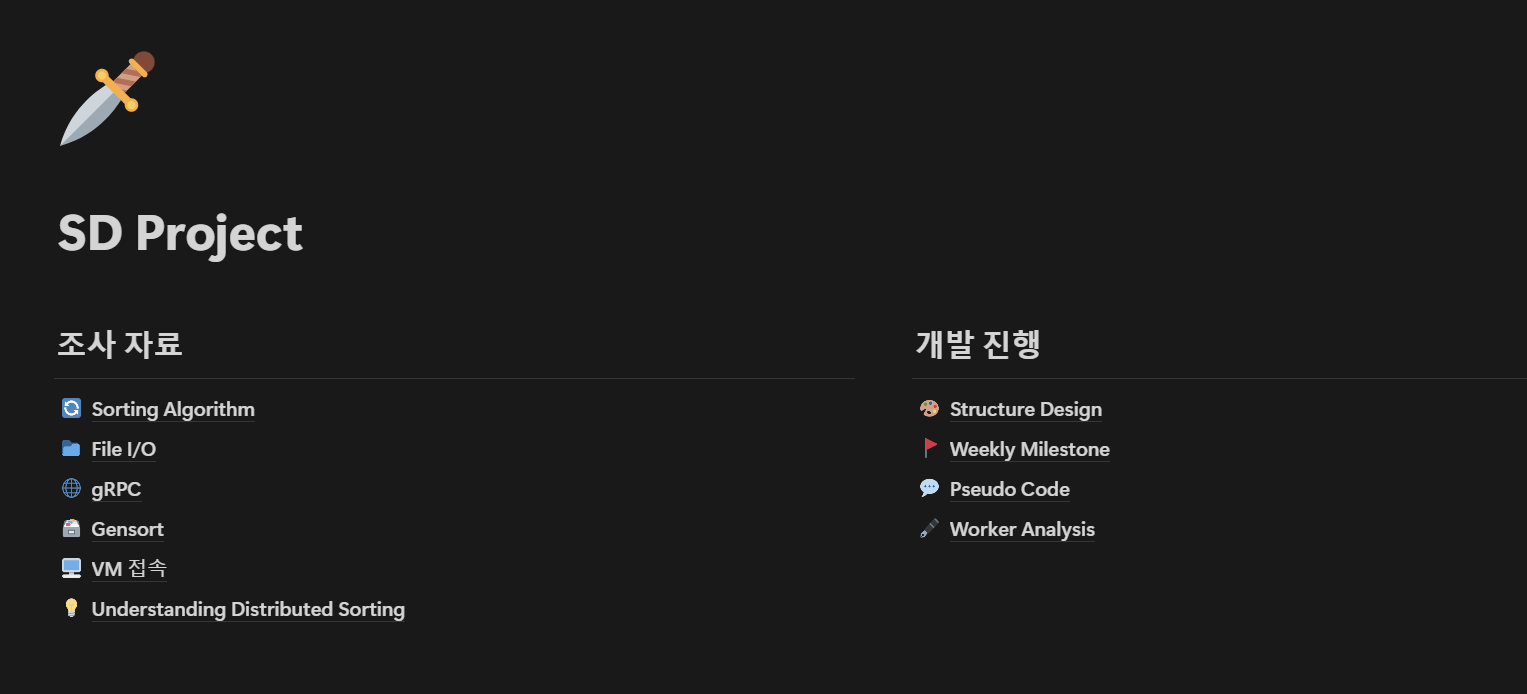 SD Project
조사 자료
Sorting Algorithm
File I/O
gRPC
Gensort
VM 접속
Understanding Distributed Sorting
개발 진행
Structure Design
Weekly Milestone
Pseudo Code
Worker Analysis